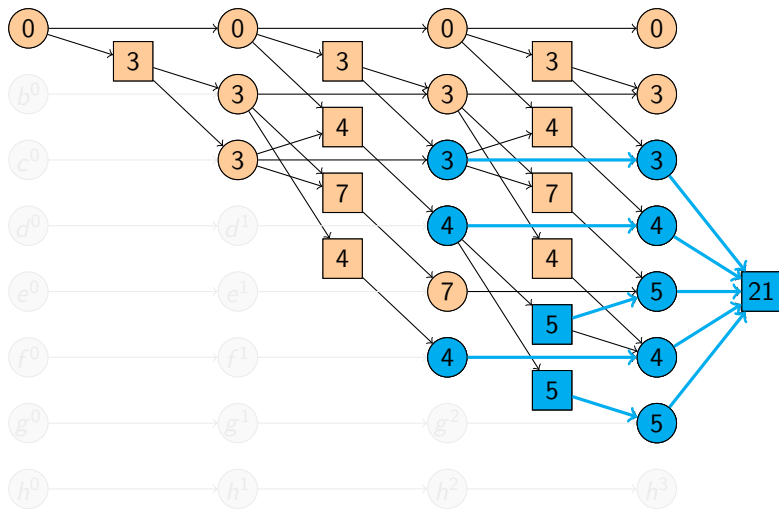 0 0 0 0
3 3 3
b⁰ 3 3 3
4 4
c⁰ 3 3 3
7 7
d⁰ d¹ 4 4
4 4
e⁰ e¹ 7 5 21
5
f⁰ f¹ 4 4
5
g⁰ g¹ g² 5
h⁰ h¹ h² h³